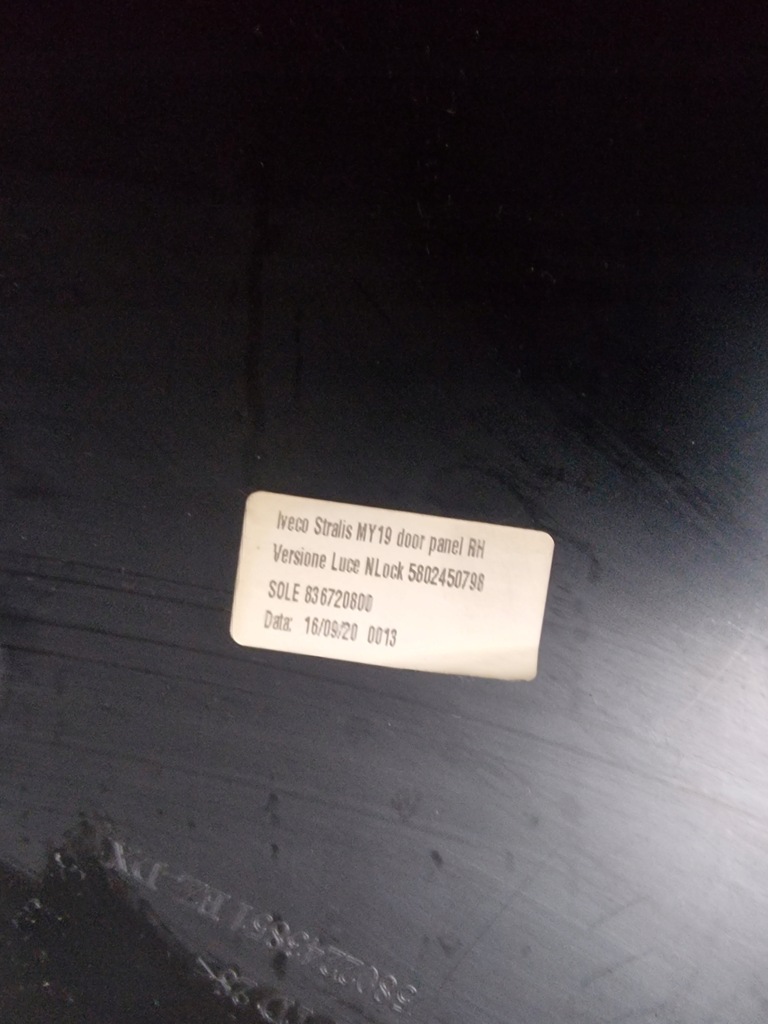 Iveco Stralis MY19 door panel RH
Versione Luce NLock 5802450798
SOLE 836720800
Data: 16/09/20 0013